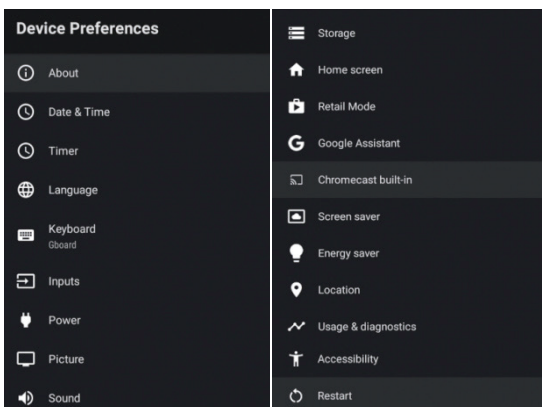 Device Preferences
About
Date & Time
Timer
Language
Keyboard
Gboard
Inputs
Power
Picture
Sound
Storage
Home screen
Retail Mode
Google Assistant
Chromecast built-in
Screen saver
Energy saver
Location
Usage & diagnostics
Accessibility
Restart